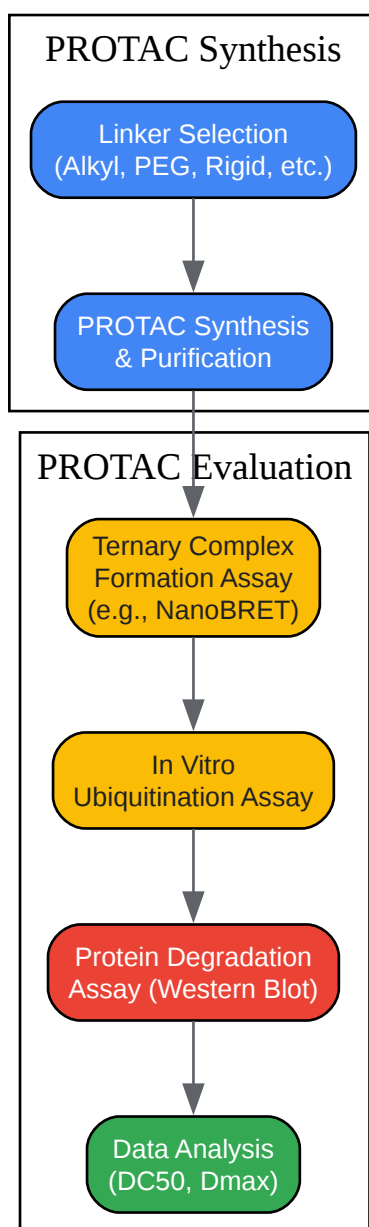 PROTAC Synthesis
Linker Selection
(Alkyl, PEG, Rigid, etc.)
PROTAC Synthesis
& Purification
PROTAC Evaluation
Ternary Complex
Formation Assay
(e.g., NanoBRET)
In Vitro
Ubiquitination Assay
Protein Degradation
Assay (Western Blot)
Data Analysis
(DC50, Dmax)